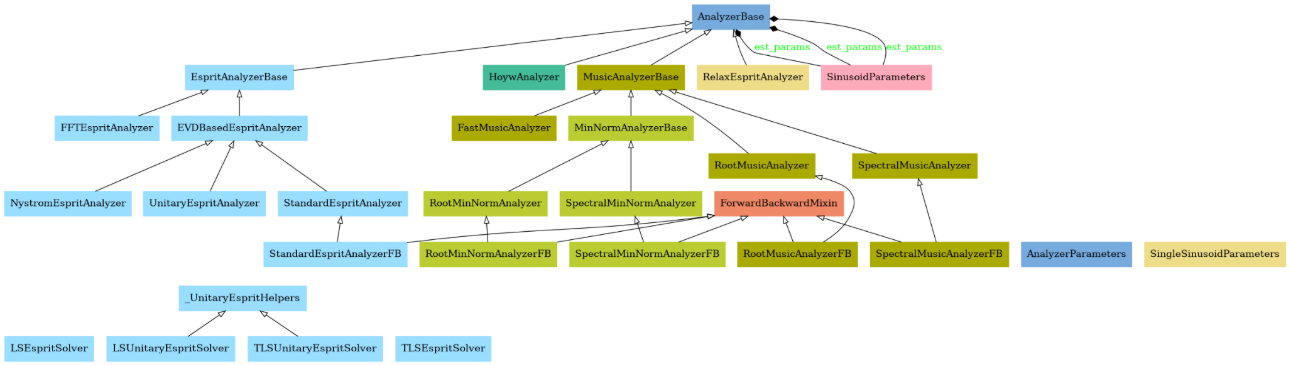 AnalyzerBase
est_params
est_params
est_params
EspritAnalyzerBase
HoywAnalyzer
MusicAnalyzerBase
RelaxEspritAnalyzer
SinusoidParameters
FFTEspritAnalyzer
EVDBasedEspritAnalyzer
FastMusicAnalyzer
MinNormAnalyzerBase
RootMusicAnalyzer
SpectralMusicAnalyzer
NystromEspritAnalyzer
UnitaryEspritAnalyzer
StandardEspritAnalyzer
RootMinNormAnalyzer
SpectralMinNormAnalyzer
ForwardBackwardMixin
StandardEspritAnalyzerFB
RootMinNormAnalyzerFB
SpectralMinNormAnalyzerFB
RootMusicAnalyzerFB
SpectralMusicAnalyzerFB
AnalyzerParameters
SingleSinusoidParameters
_UnitaryEspritHelpers
LSEspritSolver
LSUnitaryEspritSolver
TLSUnitaryEspritSolver
TLSEspritSolver